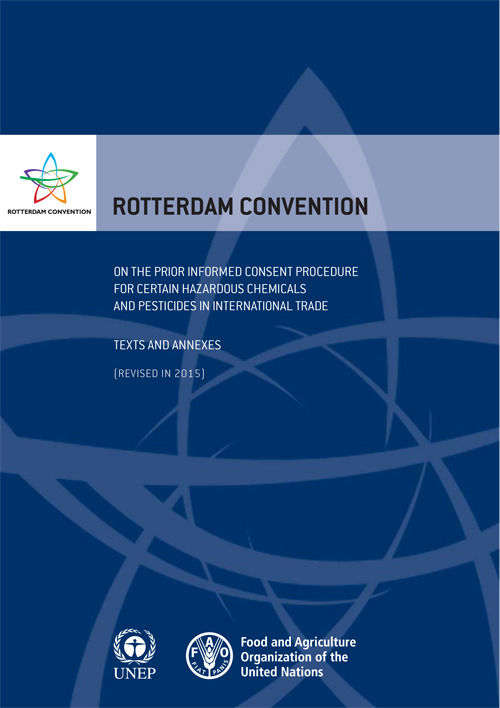 ROTTERDAM CONVENTION
ROTTERDAM CONVENTION
ON THE PRIOR INFORMED CONSENT PROCEDURE
FOR CERTAIN HAZARDOUS CHEMICALS
AND PESTICIDES IN INTERNATIONAL TRADE
TEXTS AND ANNEXES
(REVISED IN 2015)
UNEP
F A O
FIAT PANIS
Food and Agriculture
Organization of the
United Nations